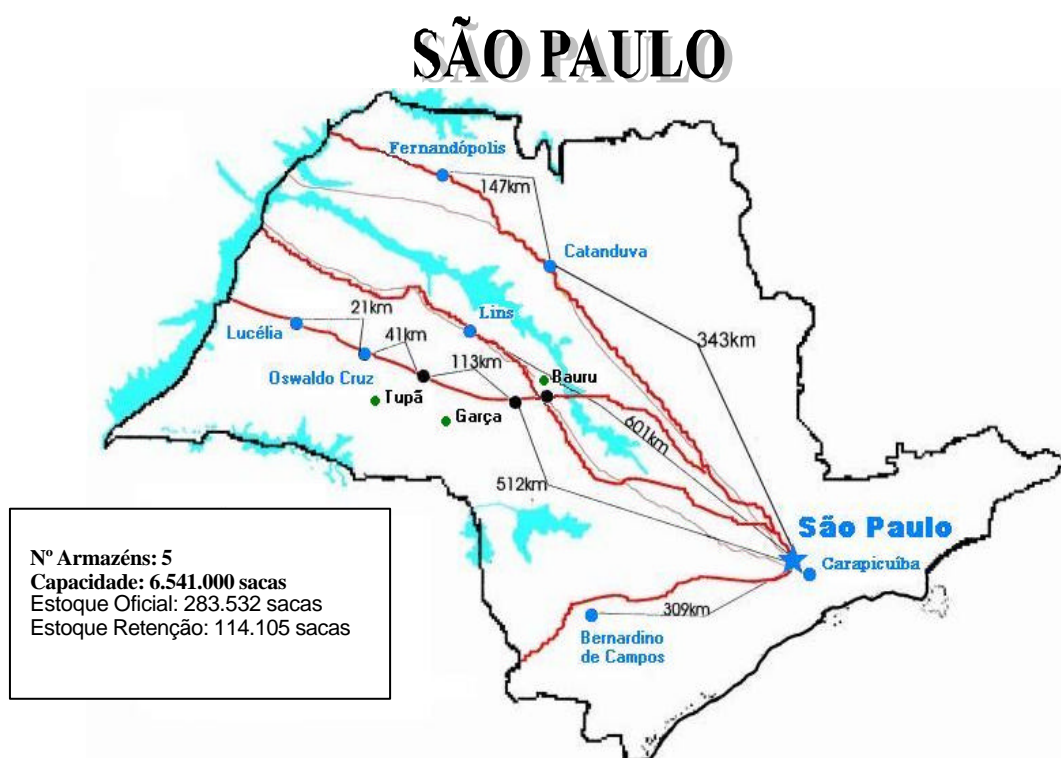 SÃO PAULO
Fernandópolis
147km
Catanduva
21km
Lins
Lucélia
41km
343km
113km
Bauru
Oswaldo Cruz
Tupã
Garça
601km
512km
São Paulo
Carapicuíba
309km
Bernardino
de Campos
Nº Armazéns: 5
Capacidade: 6.541.000 sacas
Estoque Oficial: 283.532 sacas
Estoque Retenção: 114.105 sacas